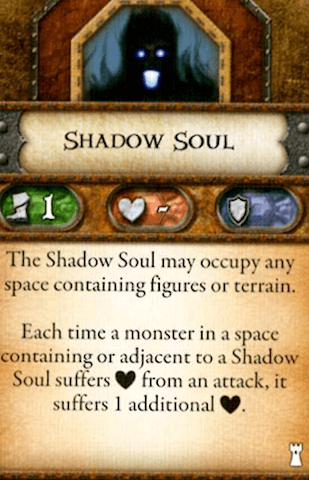 SHADOW SOUL
1
-
-
The Shadow Soul may occupy any
space containing figures or terrain.
Each time a monster in a space
containing or adjacent to a Shadow
Soul suffers ♥ from an attack, it
suffers 1 additional ♥.